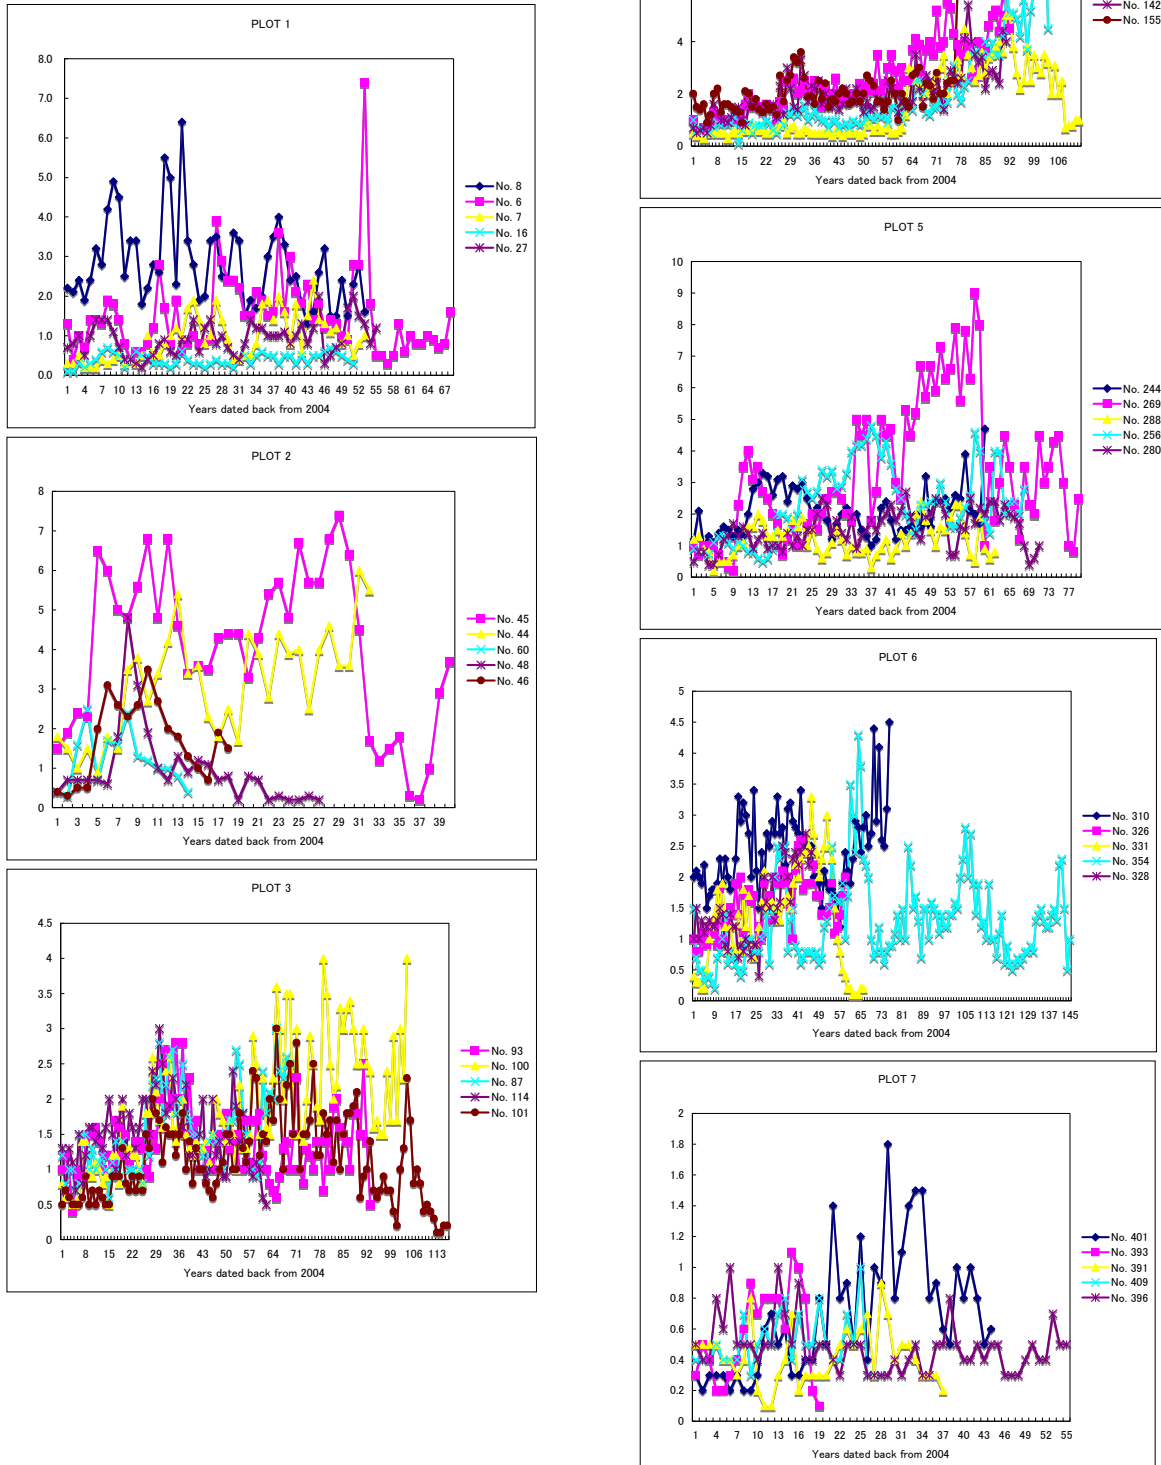 PLOT 1
8.0
7.0
6.0
5.0
4.0
3.0
2.0
1.0
0.0
1 4 7 10 13 16 19 22 25 28 31 34 37 40 43 46 49 52 55 58 61 64 67
Years dated back from 2004
No. 8
No. 6
No. 7
No. 16
No. 27
PLOT 2
8
7
6
5
4
3
2
1
0
1 3 5 7 9 11 13 15 17 19 21 23 25 27 29 31 33 35 37 39
Years dated back from 2004
No. 45
No. 44
No. 60
No. 48
No. 46
PLOT 3
4.5
4
3.5
3
2.5
2
1.5
1
0.5
0
1 8 15 22 29 36 43 50 57 64 71 78 85 92 99 106 113
Years dated back from 2004
No. 93
No. 100
No. 87
No. 114
No. 101
No. 142
No. 155
4
2
0
1 8 15 22 29 36 43 50 57 64 71 78 85 92 99 106
Years dated back from 2004
PLOT 5
10
9
8
7
6
5
4
3
2
1
0
1 5 9 13 17 21 25 29 33 37 41 45 49 53 57 61 65 69 73 77
Years dated back from 2004
No. 244
No. 269
No. 288
No. 256
No. 280
PLOT 6
5
4.5
4
3.5
3
2.5
2
1.5
1
0.5
0
1 9 17 25 33 41 49 57 65 73 81 89 97 105 113 121 129 137 145
Years dated back from 2004
No. 310
No. 326
No. 331
No. 354
No. 328
PLOT 7
2
1.8
1.6
1.4
1.2
1
0.8
0.6
0.4
0.2
0
1 4 7 10 13 16 19 22 25 28 31 34 37 40 43 46 49 52 55
Years dated back from 2004
No. 401
No. 393
No. 391
No. 409
No. 396